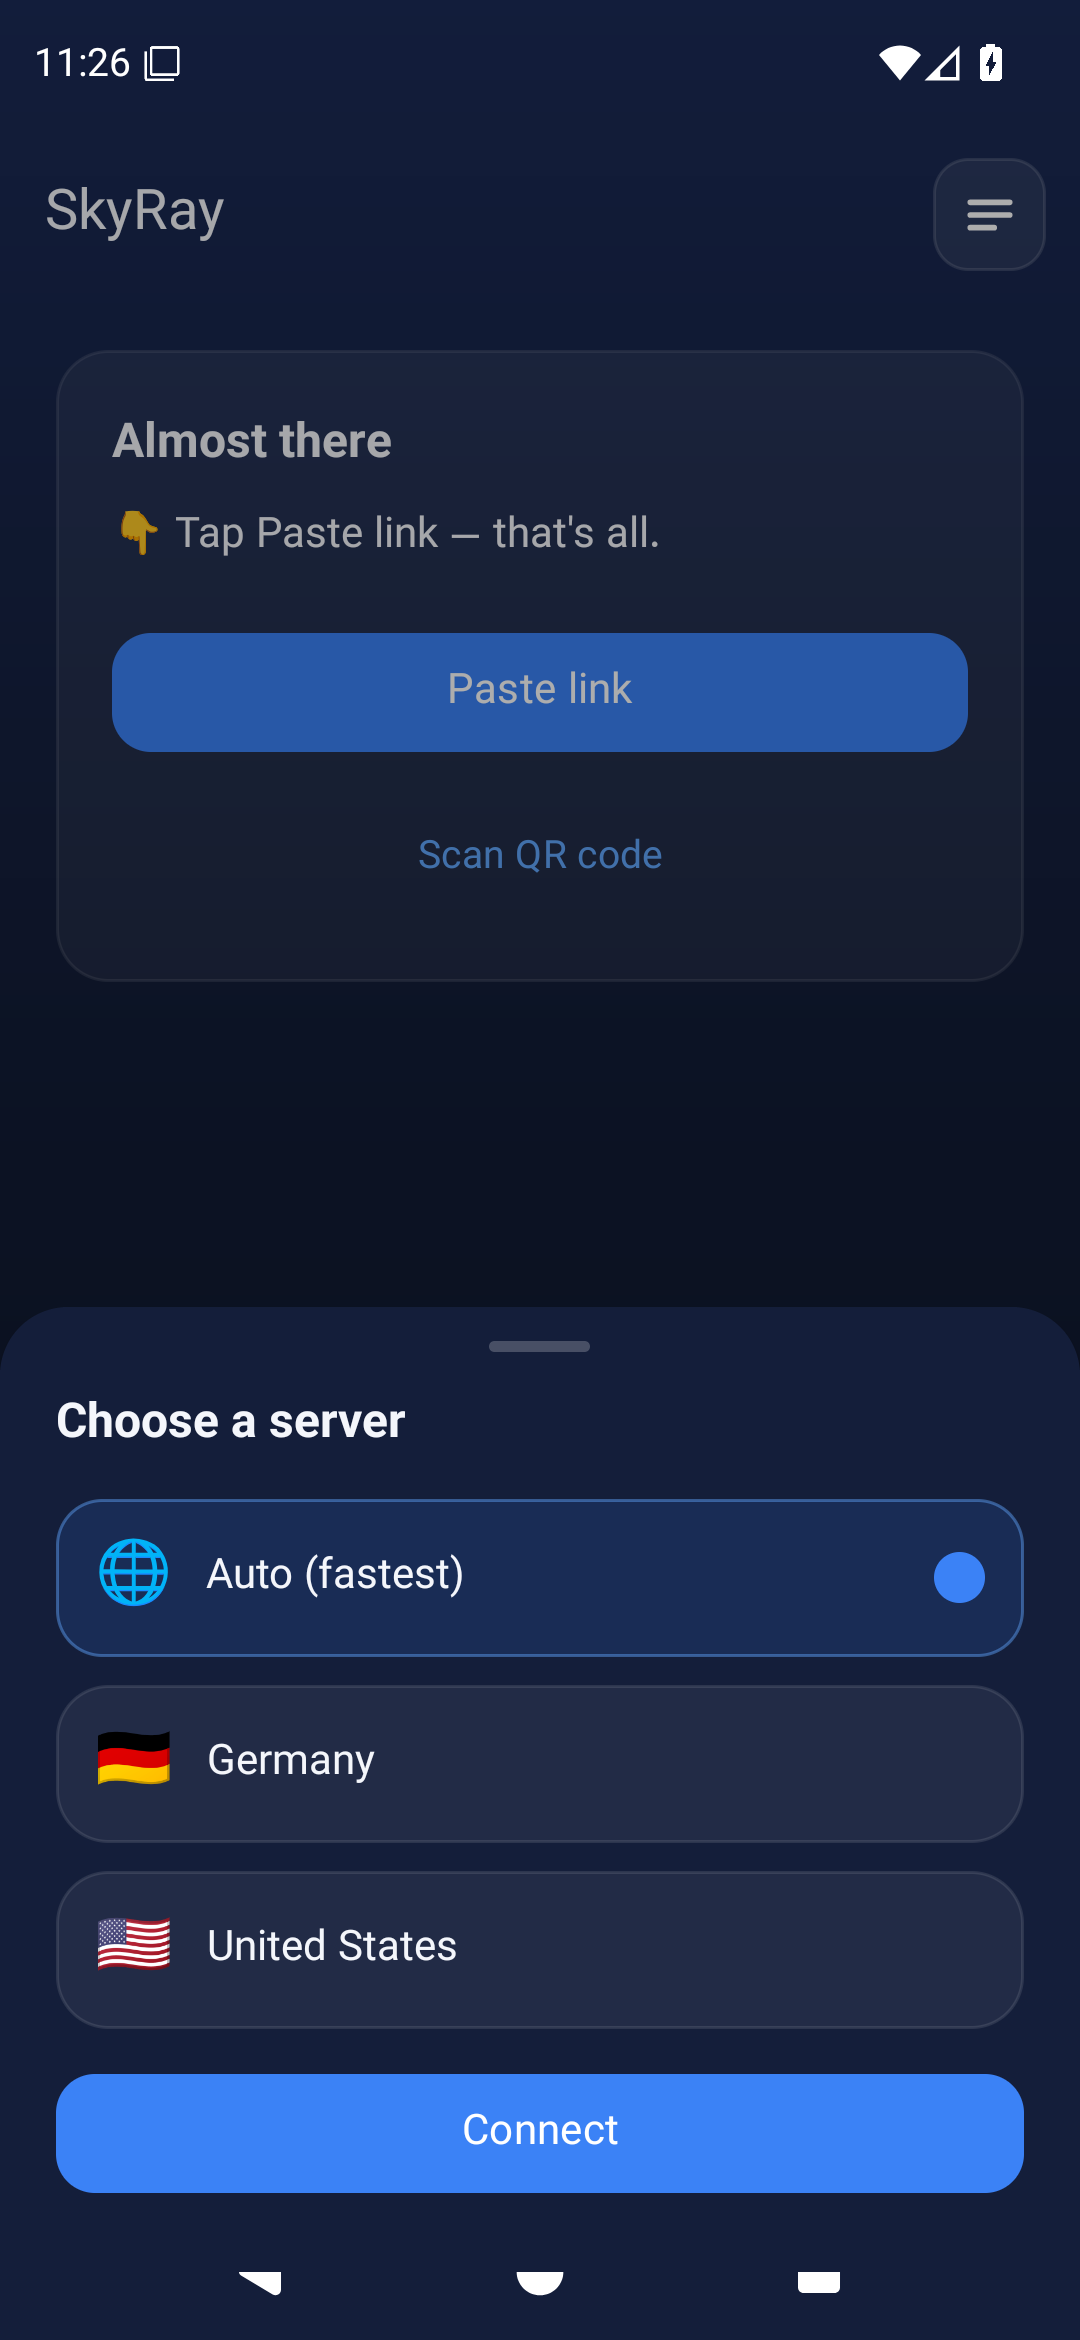 11:26
SkyRay
Almost there
👇 Tap Paste link — that's all.
Paste link
Scan QR code
Choose a server
Auto (fastest)
Germany
United States
Connect